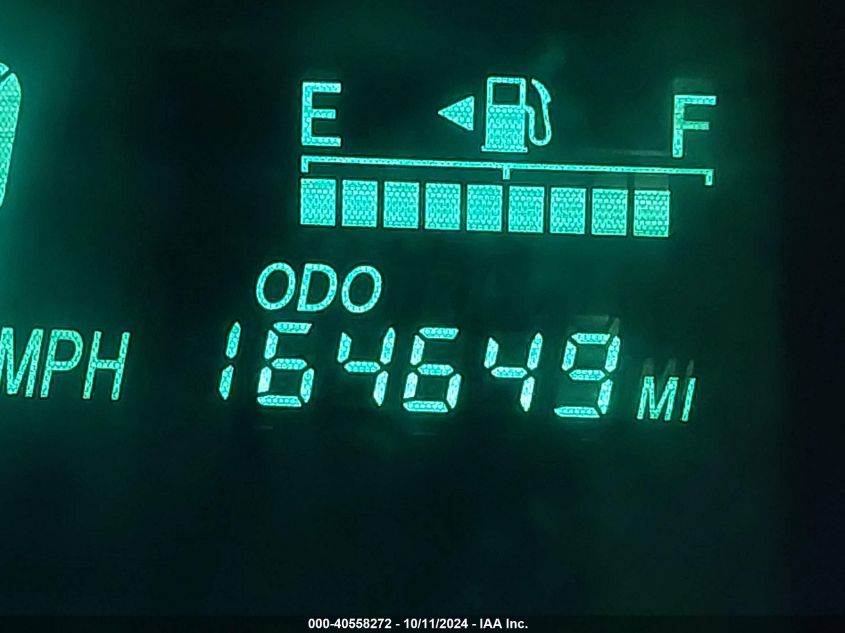 E F
ODO
MPH 164649 MI
000-40558272 - 10/11/2024 - IAA Inc.